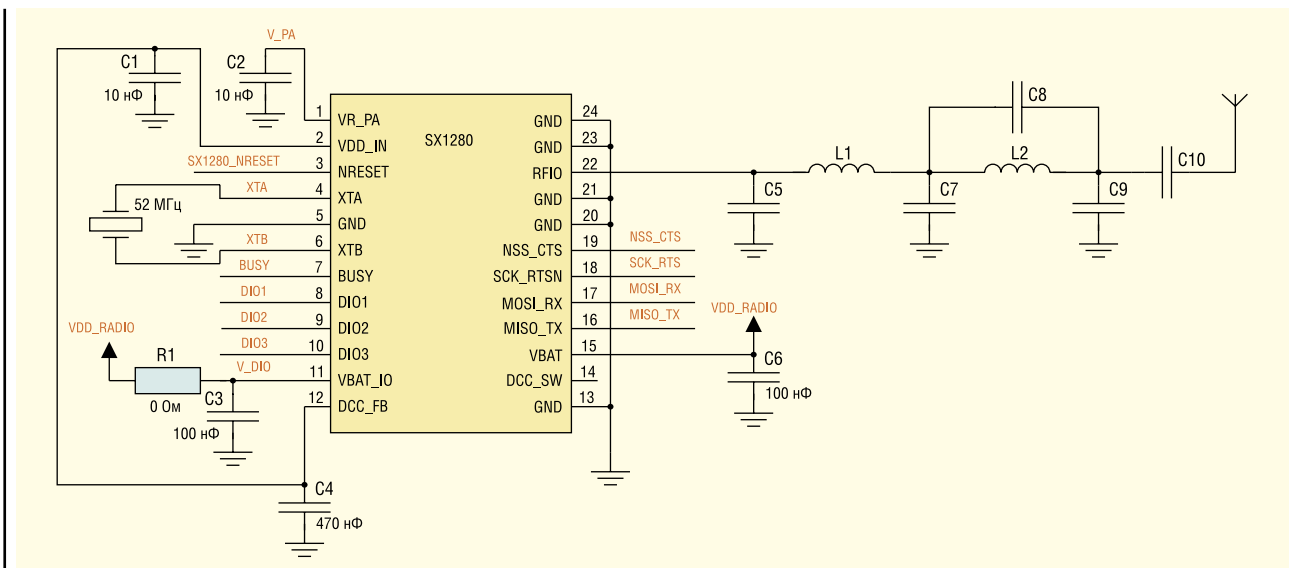 V_PA
C1
10 нФ
C2
10 нФ
SX1280
1
VR_PA
2
VDD_IN
SX1280_NRESET
3
NRESET
XTA
4
XTA
52 МГц
5
GND
XTB
6
XTB
BUSY
7
BUSY
DIO1
8
DIO1
DIO2
9
DIO2
DIO3
10
DIO3
VDD_RADIO
R1
0 Ом
V_DIO
11
VBAT_IO
C3
100 нФ
12
DCC_FB
C4
470 нФ
GND
24
GND
23
RFIO
22
GND
21
GND
20
NSS_CTS
19
NSS_CTS
SCK_RTSN
18
SCK_RTS
MOSI_RX
17
MOSI_RX
MISO_TX
16
MISO_TX
VBAT
15
VDD_RADIO
DCC_SW
14
GND
13
C6
100 нФ
C5
L1
C7
C8
L2
C9
C10